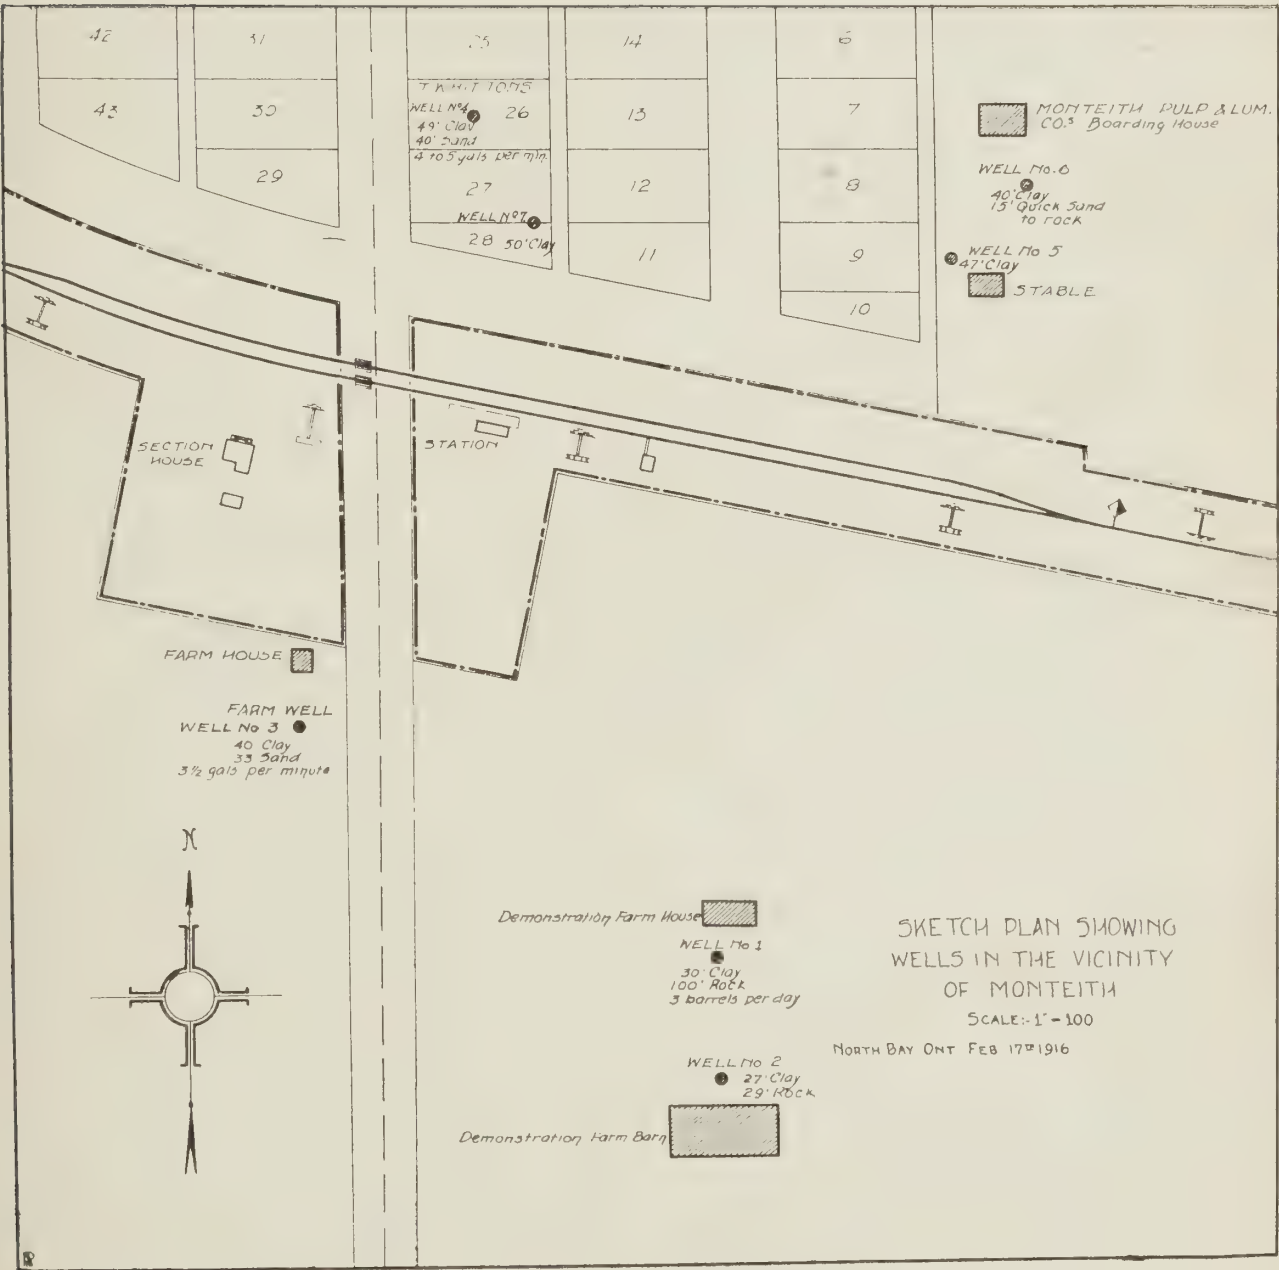 42
31
25
14
6
43
30
T WHITTONS
WELL No4
26
49' Clay
40' Sand
4 to 5 gals per min.
13
7
29
27
12
8
WELL No7
28 50' Clay
11
9
10
MONTEITH PULP & LUM.
CO.S Boarding House
WELL No. 6
40' Clay
15' Quick Sand
to rock
WELL No 5
47' Clay
STABLE
SECTION
HOUSE
STATION
FARM HOUSE
FARM WELL
WELL No 3
40 Clay
33 Sand
3½ gals per minute
N
Demonstration Farm House
WELL No 1
30' Clay
100' Rock
3 barrels per day
WELL No 2
27' Clay
29' Rock
Demonstration Farm Barn
SKETCH PLAN SHOWING
WELLS IN THE VICINITY
OF MONTEITH
SCALE:- 1" - 100
NORTH BAY ONT FEB 17TH 1916